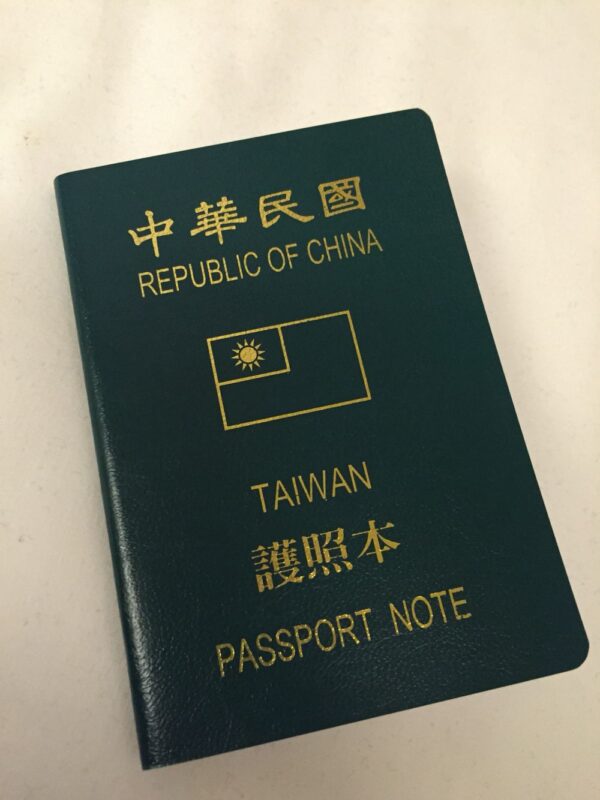 中華民國
REPUBLIC OF CHINA
TAIWAN
護照本
PASSPORT NOTE